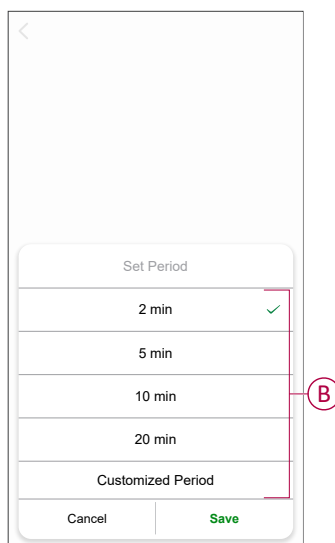 Set Period
2 min
5 min
10 min
20 min
Customized Period
Cancel Save
B